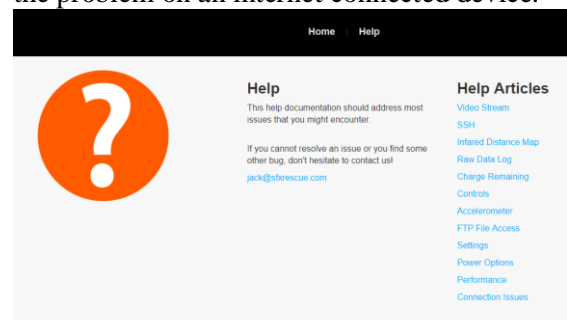 the problem on an internet connected device.
Home | Help
?
Help
This help documentation should address most
issues that you might encounter.
If you cannot resolve an issue or you find some
other bug, don't hesitate to contact us!
jack@sfxrescue.com
Help Articles
Video Stream
SSH
Infared Distance Map
Raw Data Log
Charge Remaining
Controls
Accelerometer
FTP File Access
Settings
Power Options
Performance
Connection Issues